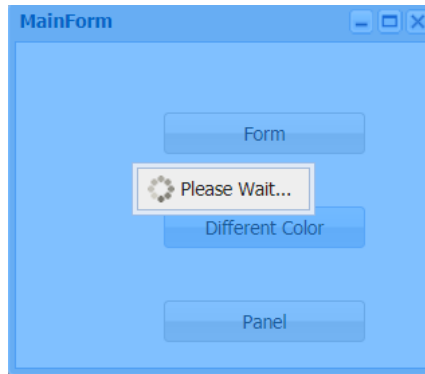 MainForm
Form
Please Wait...
Different Color
Panel